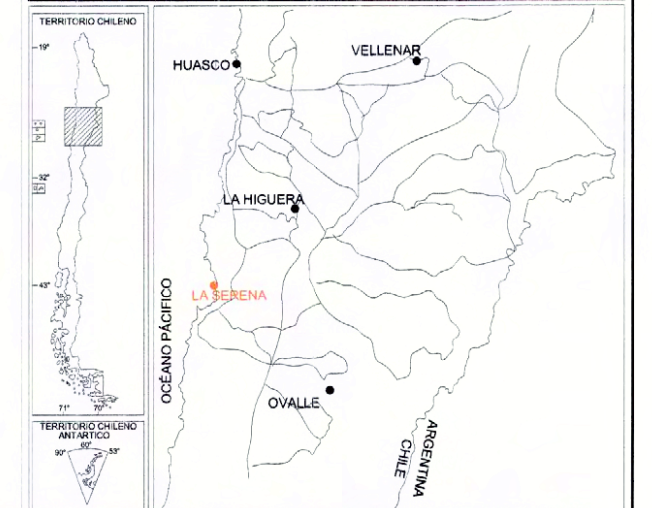 TERRITORIO CHILENO
19°
32°
43°
71°
70°
TERRITORIO CHILENO
ANTARTICO
90°
60°
53°
HUASCO
VELLENAR
LA HIGUERA
LA SERENA
OCÉANO PÁCIFICO
OVALLE
ARGENTINA
CHILE